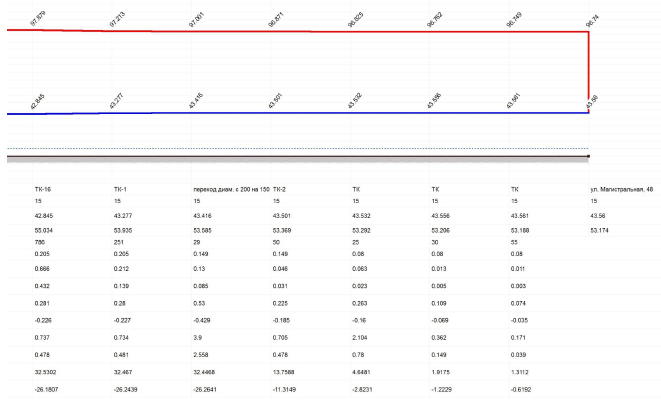 97.879 97.213 97.001 96.871 96.825 96.762 96.749 96.74
42.845 43.277 43.416 43.501 43.532 43.556 43.561 43.56
ТК-16 ТК-1 переход диам. с 200 на 150 ТК-2 ТК ТК ТК ул. Магистральная, 48
15 15 15 15 15 15 15 15
42.845 43.277 43.416 43.501 43.532 43.556 43.561 43.56
55.034 53.935 53.585 53.369 53.292 53.206 53.188 53.174
786 251 29 50 25 30 55
0.205 0.205 0.149 0.149 0.08 0.08 0.08
0.666 0.212 0.13 0.046 0.063 0.013 0.011
0.432 0.139 0.085 0.031 0.023 0.005 0.003
0.281 0.28 0.53 0.225 0.263 0.109 0.074
-0.226 -0.227 -0.429 -0.185 -0.16 -0.069 -0.035
0.737 0.734 3.9 0.705 2.104 0.362 0.171
0.478 0.481 2.558 0.478 0.78 0.149 0.039
32.5302 32.467 32.4468 13.7588 4.6481 1.9175 1.3112
-26.1807 -26.2439 -26.2641 -11.3149 -2.8231 -1.2229 -0.6192